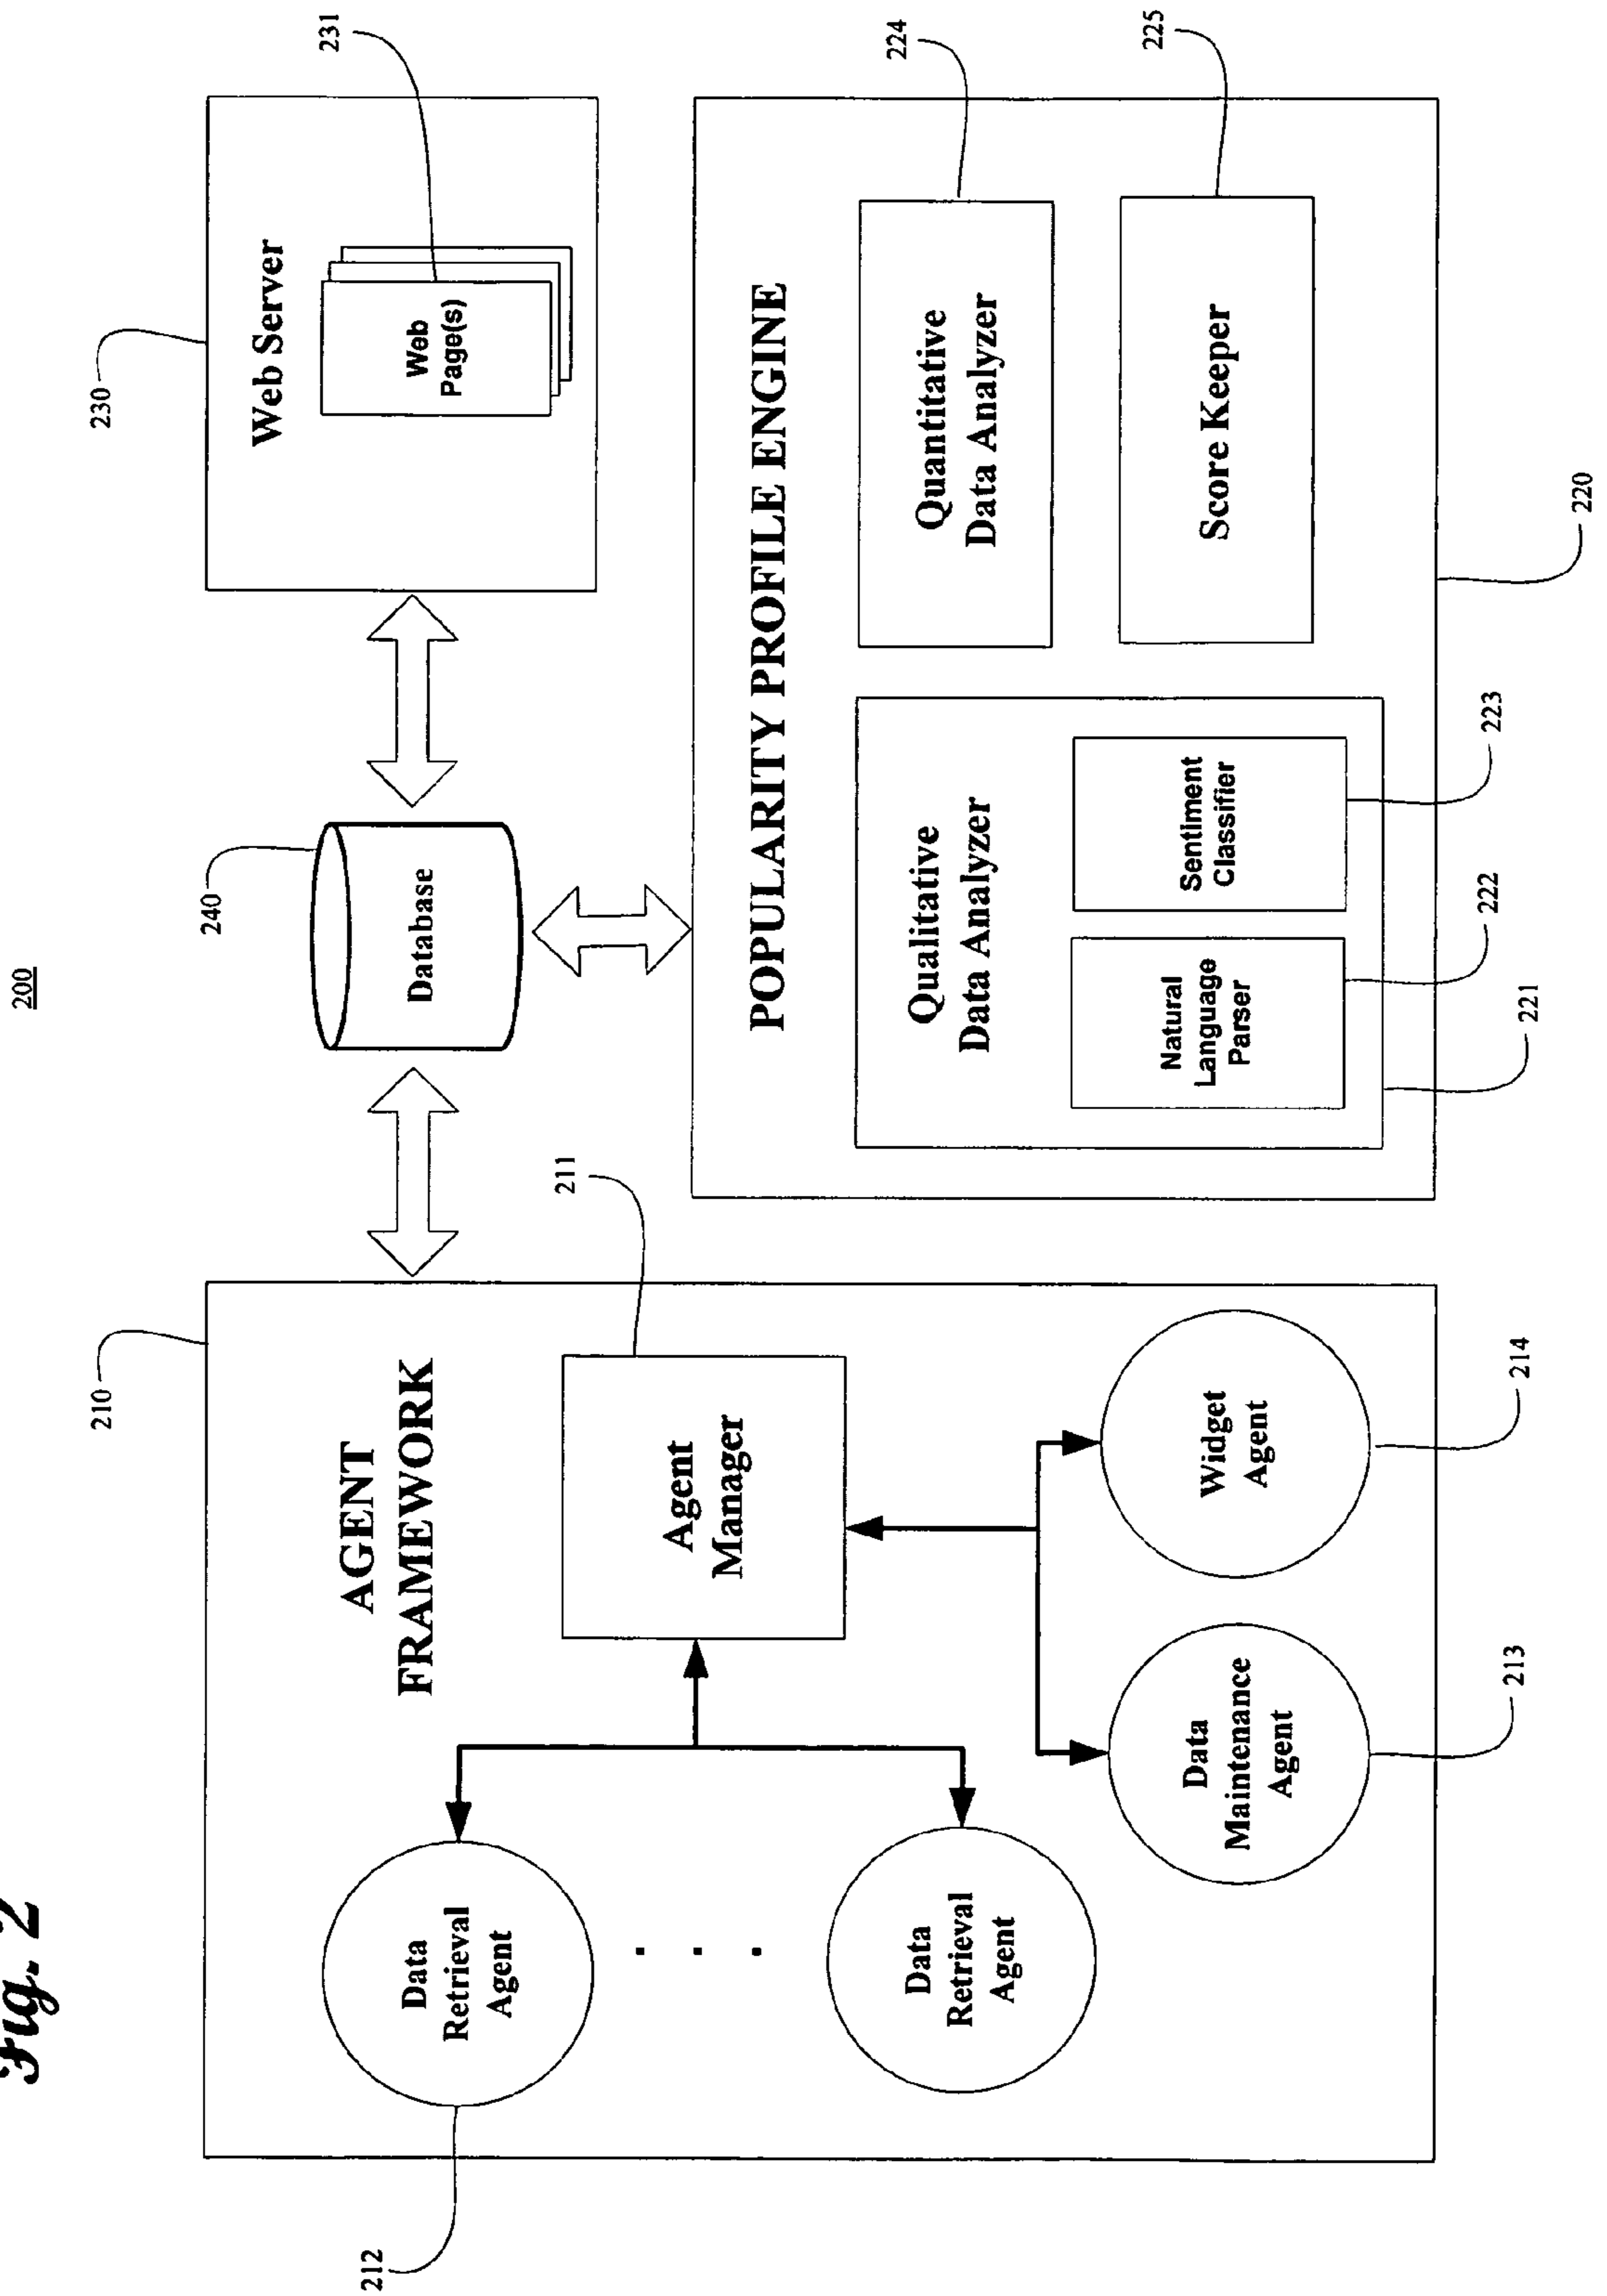 Fig. 2
200
210
AGENT
FRAMEWORK
211
Agent
Manager
212
Data
Retrieval
Agent
. . .
Data
Retrieval
Agent
Data
Maintenance
Agent
213
Widget
Agent
214
240
Database
230
Web Server
Web
Page(s)
231
POPULARITY PROFILE ENGINE
Qualitative
Data Analyzer
Natural
Language
Parser
Sentiment
Classifier
221
222
223
Quantitative
Data Analyzer
224
Score Keeper
225
220